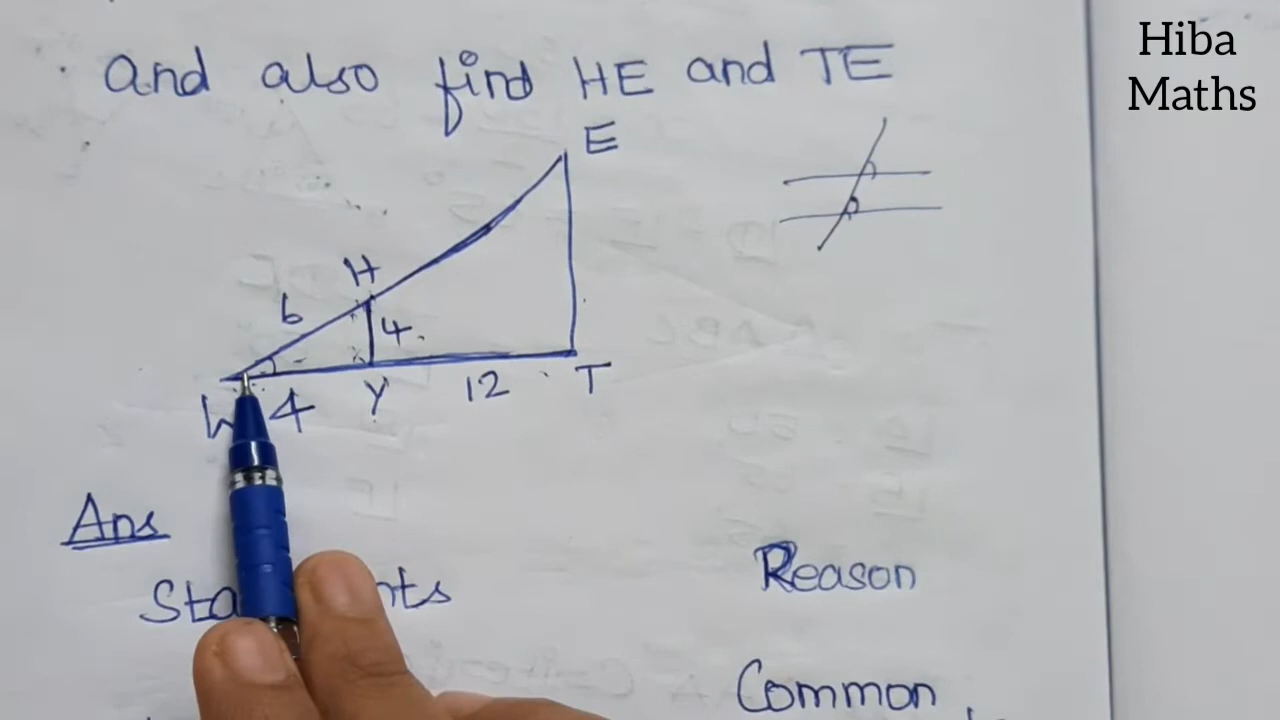 Hiba
Maths
And also find HE and TE
E
H
6
4
W 4 Y 12 T
Ans
Reason
Common